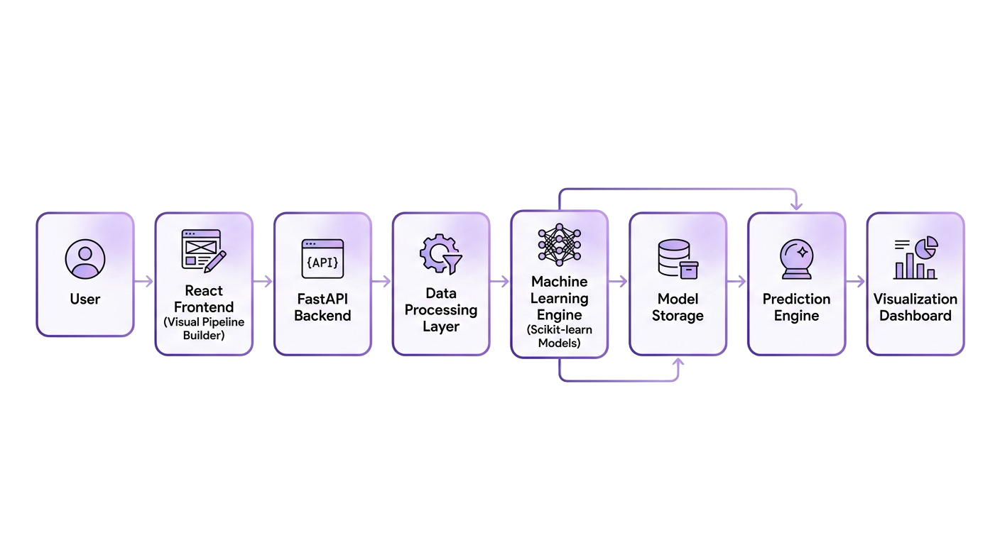 User
React
Frontend
(Visual Pipeline
Builder)
{API}
FastAPI
Backend
Data
Processing
Layer
Machine
Learning
Engine
(Scikit-learn
Models)
Model
Storage
Prediction
Engine
Visualization
Dashboard